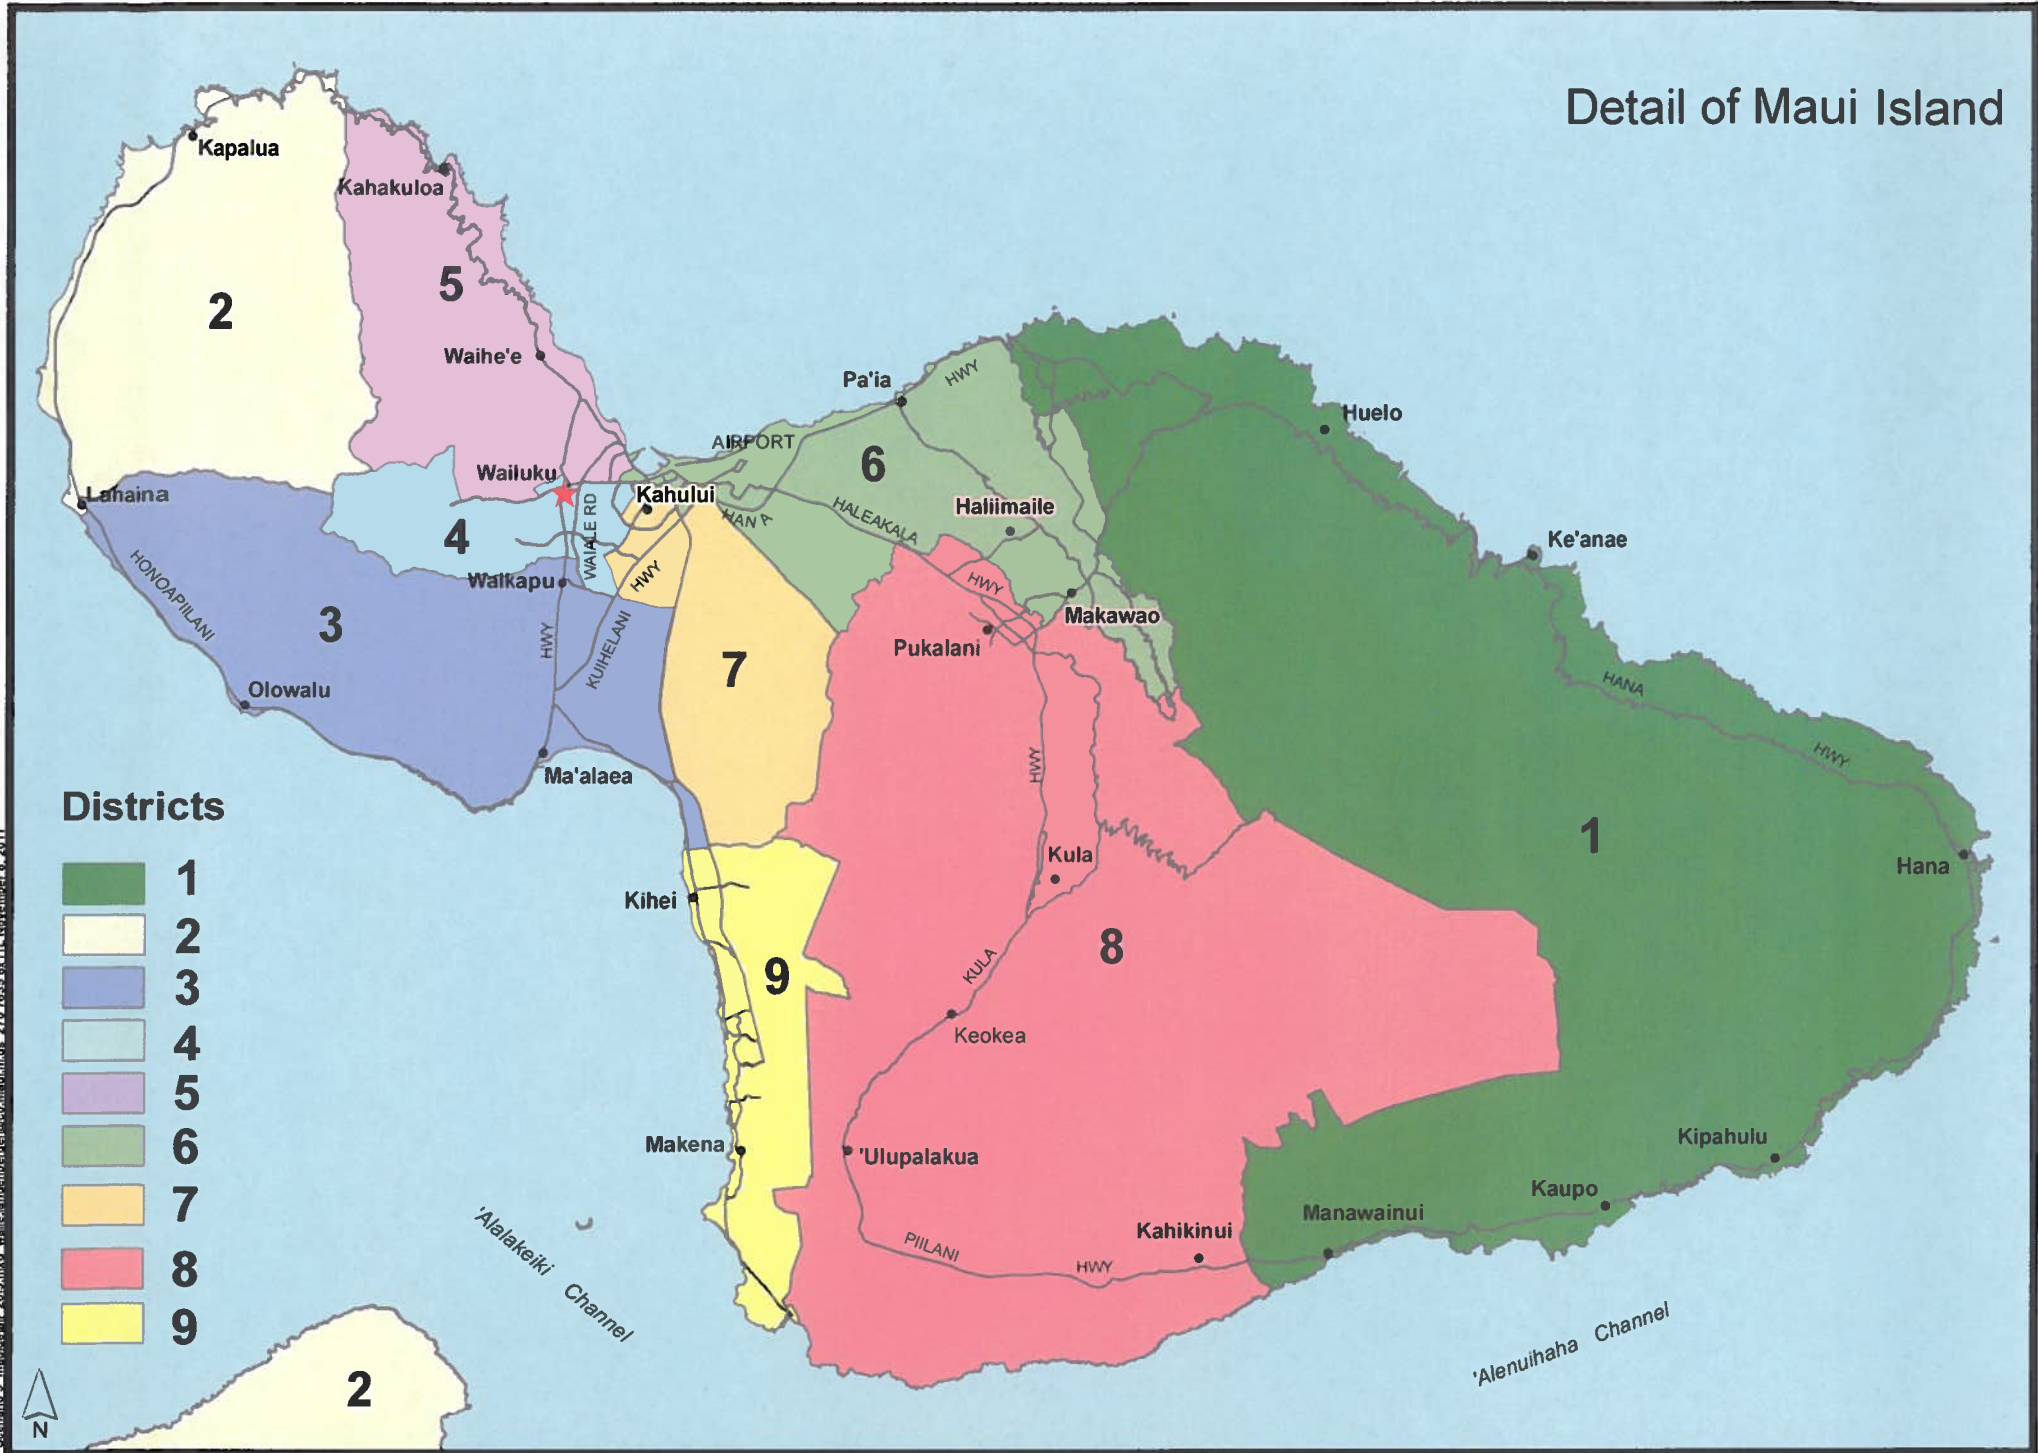 Detail of Maui Island
Kapalua
Kahakuloa
5
2
Waihe'e
Pa'ia
HWY
Huelo
AIRPORT
6
Wailuku
Lahaina
Kahului
HANA
HALEAKALA
Haliimaile
4
WAIALE RD
Ke'anae
HONOAPIILANI
Waikapu
HWY
HWY
Makawao
3
HWY
KUIHELANI
Pukalani
7
HANA
Olowalu
HWY
HWY
Ma'alaea
Districts
1
Kula
Hana
1
2
3
4
5
6
7
8
9
Kihei
8
9
KULA
Keokea
Makena
'Ulupalakua
Kipahulu
Kaupo
Manawainui
Kahikinui
PIILANI
HWY
'Alalakeiki Channel
'Alenuihaha Channel
2
N